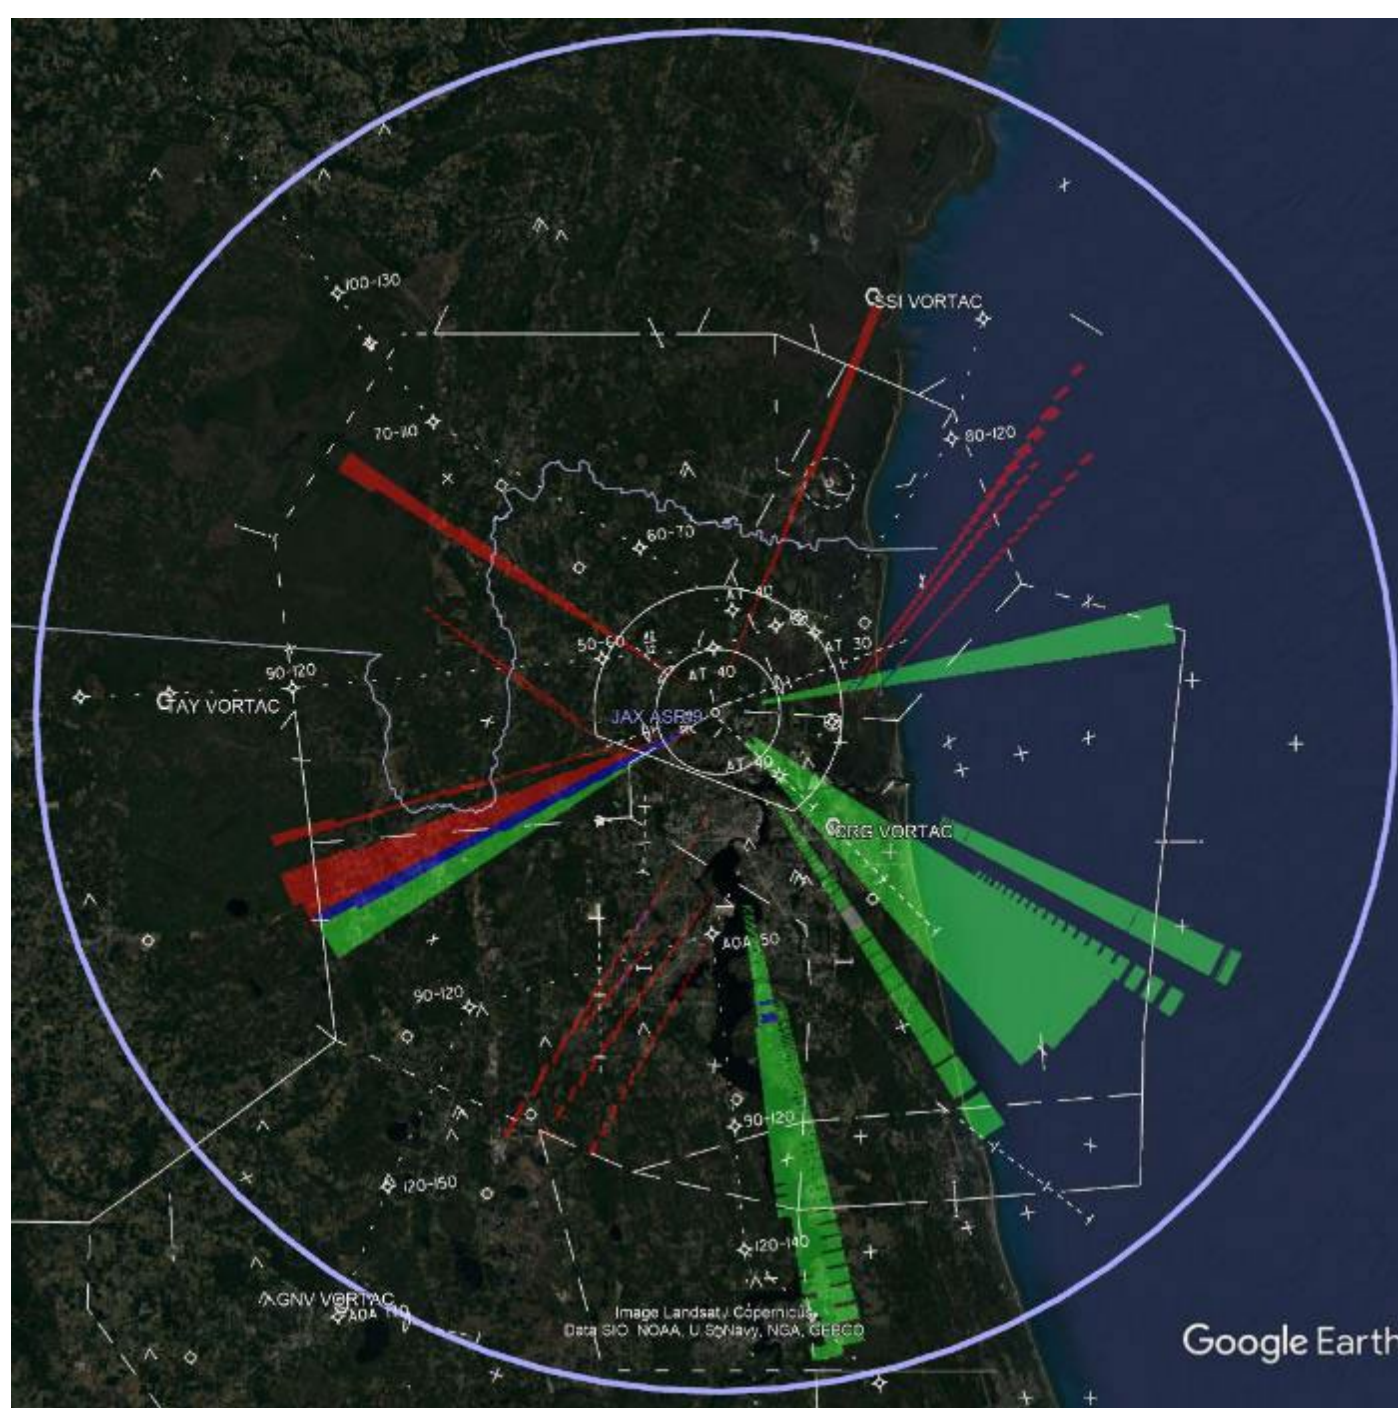 100-130
SSI VORTAC
70-110
80-120
60-70
AT 40
50-60
AT 30
90-120
AT 40
TAY VORTAC
JAX ASR-9
AT 40
CRG VORTAC
AOA 50
90-120
90-120
120-150
120-140
GNV VORTAC
AOA 110
Image Landsat / Copernicus
Data SIO, NOAA, U.S. Navy, NGA, GEBCO
Google Earth